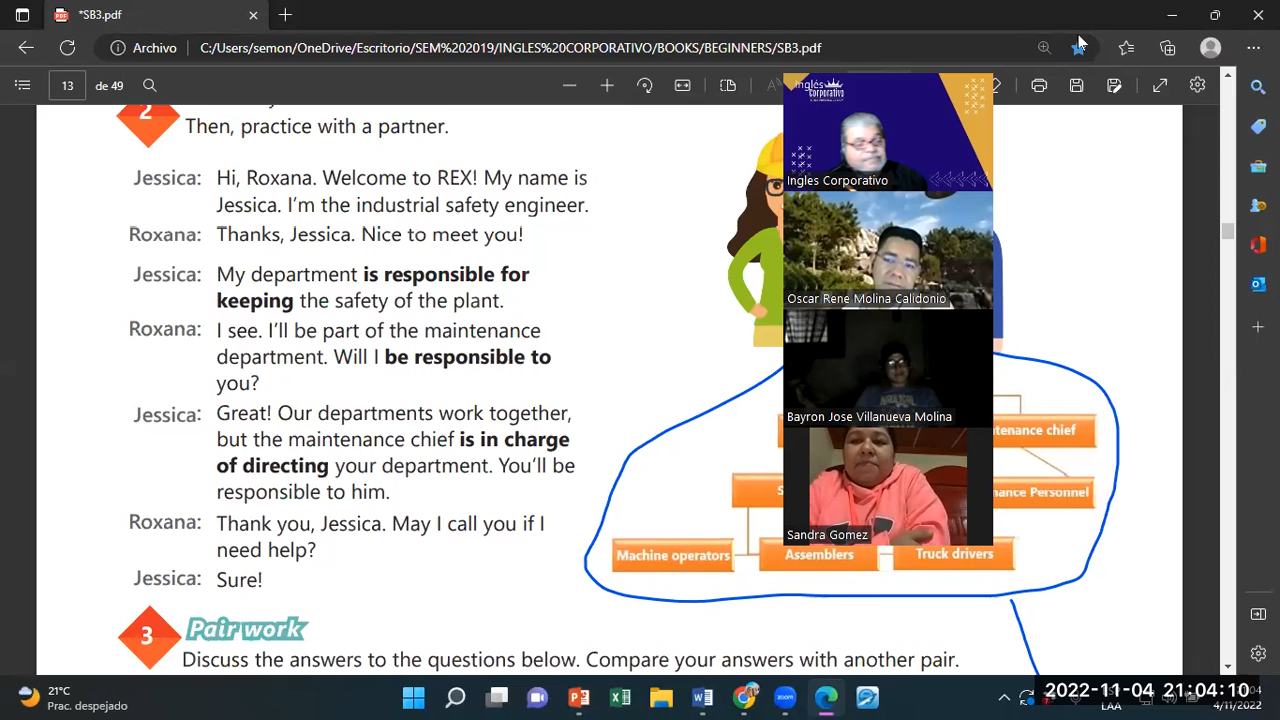 *SB3.pdf
Archivo
C:/Users/semon/OneDrive/Escritorio/SEM%202019/INGLES%20CORPORATIVO/BOOKS/BEGINNERS/SB3.pdf
13 de 49
2
Then, practice with a partner.
Jessica: Hi, Roxana. Welcome to REX! My name is
Jessica. I'm the industrial safety engineer.
Roxana: Thanks, Jessica. Nice to meet you!
Jessica: My department is responsible for
keeping the safety of the plant.
Roxana: I see. I'll be part of the maintenance
department. Will I be responsible to
you?
Jessica: Great! Our departments work together,
but the maintenance chief is in charge
of directing your department. You'll be
responsible to him.
Roxana: Thank you, Jessica. May I call you if I
need help?
Jessica: Sure!
Inglés
corporativo
Ingles Corporativo
Oscar Rene Molina Calidonio
Bayron Jose Villanueva Molina
Sandra Gomez
tenance chief
nance Personnel
Machine operators
Assemblers
Truck drivers
3 Pair work
Discuss the answers to the questions below. Compare your answers with another pair.
21°C
Prac. despejado
zoom
LAA
2022-11-04 21:04:10
4/11/2022